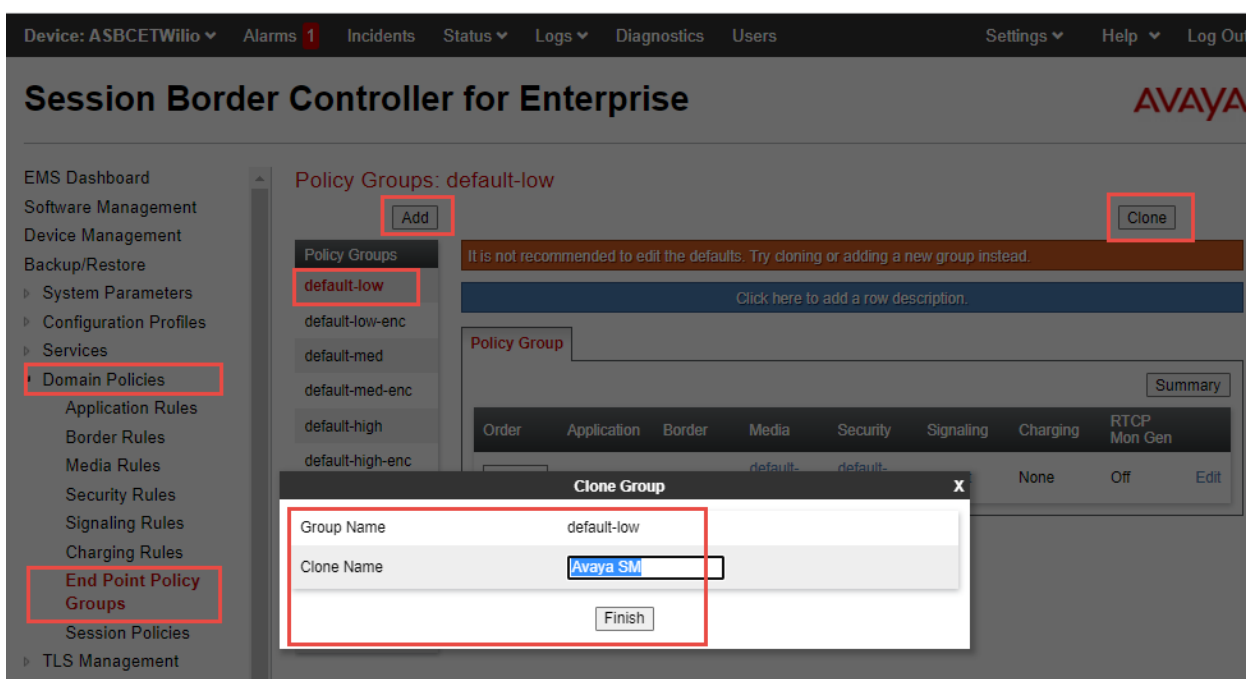 Device: ASBCETWilio Alarms 1 Incidents Status Logs Diagnostics Users Settings Help Log Out
Session Border Controller for Enterprise AVAYA
EMS Dashboard
Software Management
Device Management
Backup/Restore
System Parameters
Configuration Profiles
Services
Domain Policies
Application Rules
Border Rules
Media Rules
Security Rules
Signaling Rules
Charging Rules
End Point Policy
Groups
Session Policies
TLS Management
Policy Groups: default-low
Add Clone
Policy Groups
default-low
default-low-enc
default-med
default-med-enc
default-high
default-high-enc
It is not recommended to edit the defaults. Try cloning or adding a new group instead.
Click here to add a row description.
Policy Group
Summary
Order Application Border Media Security Signaling Charging RTCP
Mon Gen
default- default-
None Off Edit
Clone Group X
Group Name default-low
Clone Name Avaya SM
Finish